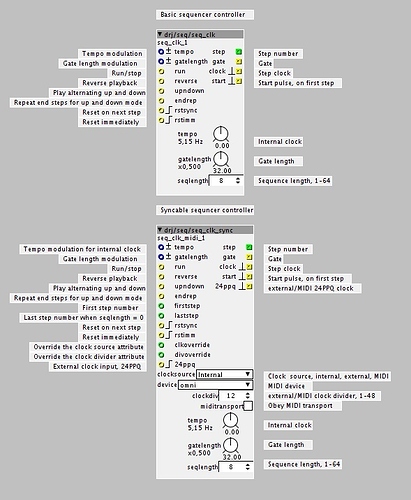 Basic sequencer controller
drj/seq/seq_clk
seq_clk_1
Tempo modulation tempo step Step number
Gate length modulation gatelength gate Gate
Run/stop run clock Step clock
Reverse playback reverse start Start pulse, on first step
Play alternating up and down upndown
Repeat end steps for up and down mode endrep
Reset on next step rstsync
Reset immediately rstimm
tempo
5,15 Hz 0.00 Internal clock
gatelength
x0,500 32.00 Gate length
seqlength 8 Sequence length, 1-64
Syncable sequncer controller
drj/seq/seq_clk_sync
seq_clk_midi_1
Tempo modulation for internal clock tempo step Step number
Gate length modulation gatelength gate Gate
Run/stop run clock Step clock
Reverse playback reverse start Start pulse, on first step
Play alternating up and down upndown 24ppq external/MIDI 24PPQ clock
Repeat end steps for up and down mode endrep
First step number firststep
Last step number when seqlength = 0 laststep
Reset on next step rstsync
Reset immediately rstimm
Override the clock source attribute clkoverride
Override the clock divider attribute divoverride
External clock input, 24PPQ external
clocksource Internal Clock source, internal, external, MIDI
device omni MIDI device
clockdiv 12 external/MIDI clock divider, 1-48
miditransport Obey MIDI transport
tempo
5,15 Hz 0.00 Internal clock
gatelength
x0,500 32.00 Gate length
seqlength 8 Sequence length, 1-64